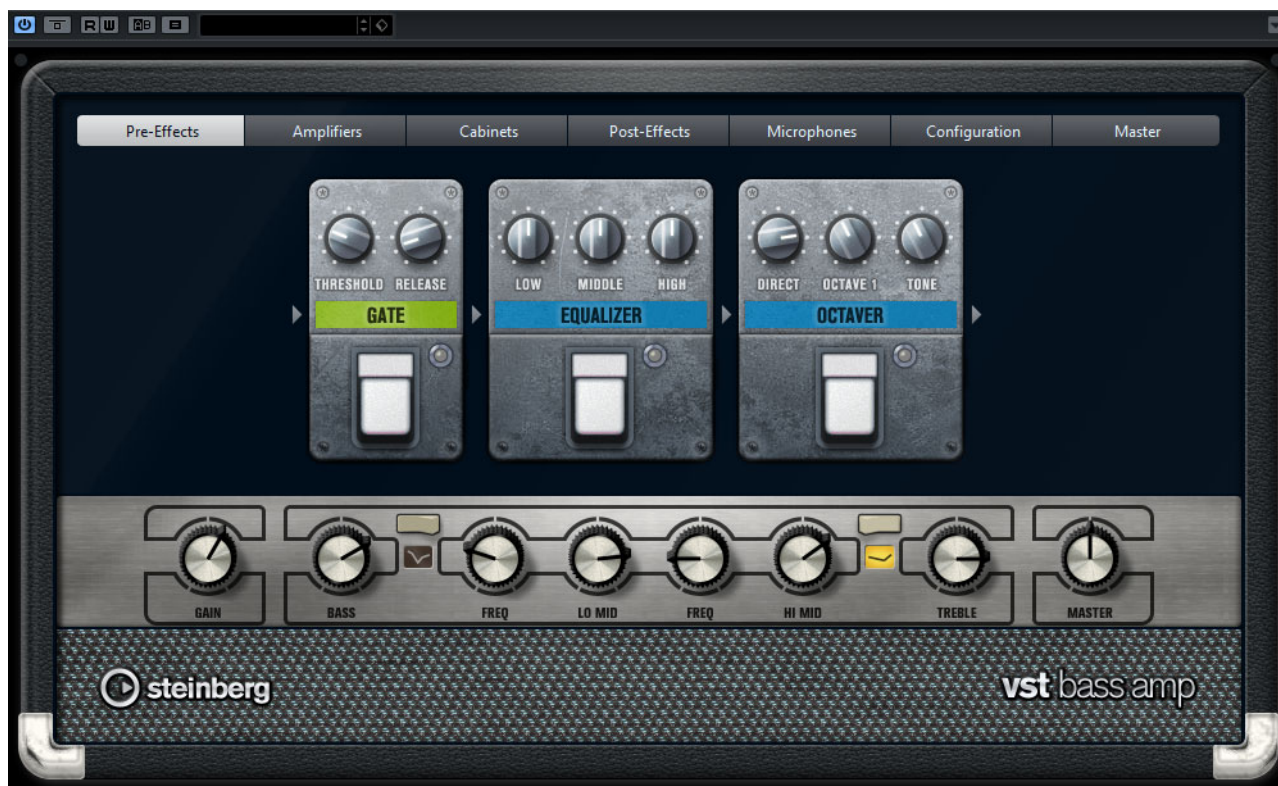 R W AB
Pre-Effects Amplifiers Cabinets Post-Effects Microphones Configuration Master
THRESHOLD RELEASE LOW MIDDLE HIGH DIRECT OCTAVE 1 TONE
GATE EQUALIZER OCTAVER
GAIN BASS FREQ LO MID FREQ HI MID TREBLE MASTER
steinberg vst bass amp